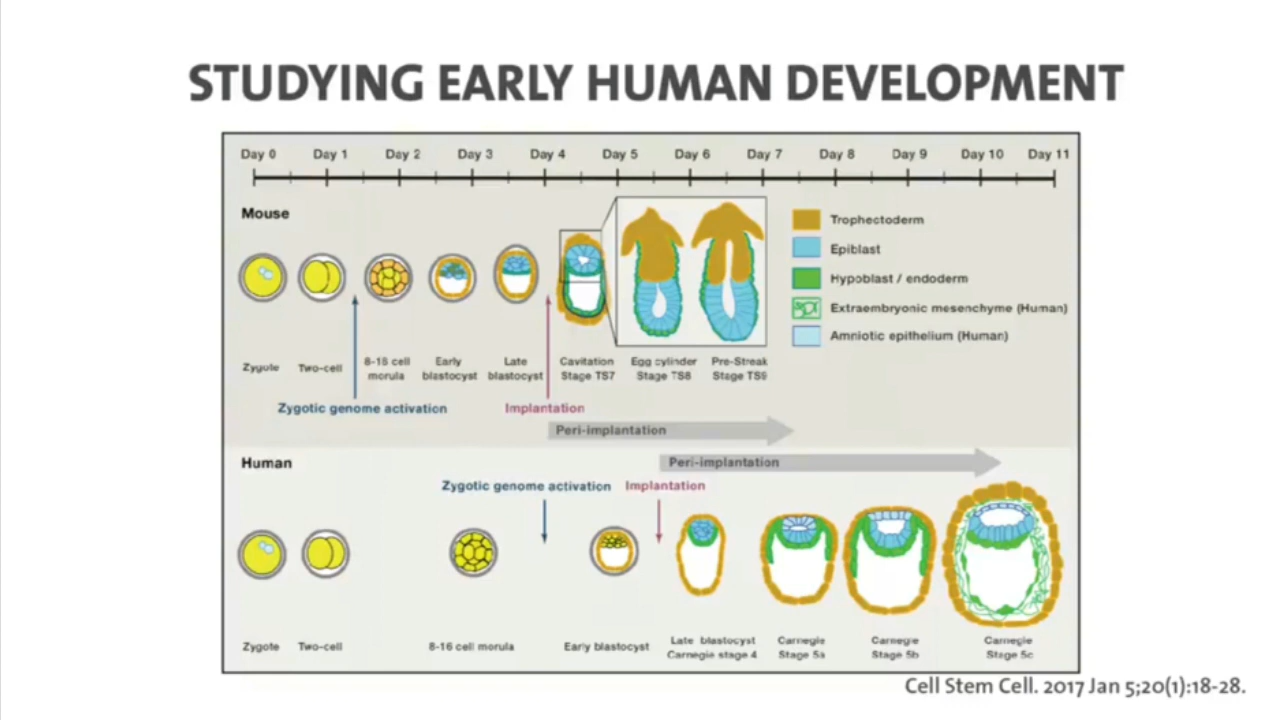 STUDYING EARLY HUMAN DEVELOPMENT
Day 0 Day 1 Day 2 Day 3 Day 4 Day 5 Day 6 Day 7 Day 8 Day 9 Day 10 Day 11
Mouse
Trophectoderm
Epiblast
Hypoblast / endoderm
Extraembryonic mesenchyme (Human)
Amniotic epithelium (Human)
Zygote
Two-cell
8-16 cell
morula
Early
blastocyst
Late
blastocyst
Cavitation
Stage TS7
Egg cylinder
Stage TS8
Pre-Streak
Stage TS9
Zygotic genome activation
Implantation
Peri-implantation
Human
Peri-implantation
Zygotic genome activation
Implantation
Zygote
Two-cell
8-16 cell morula
Early blastocyst
Late blastocyst
Carnegie stage 4
Carnegie
Stage 5a
Carnegie
Stage 5b
Carnegie
Stage 5c
Cell Stem Cell. 2017 Jan 5;20(1):18-28.